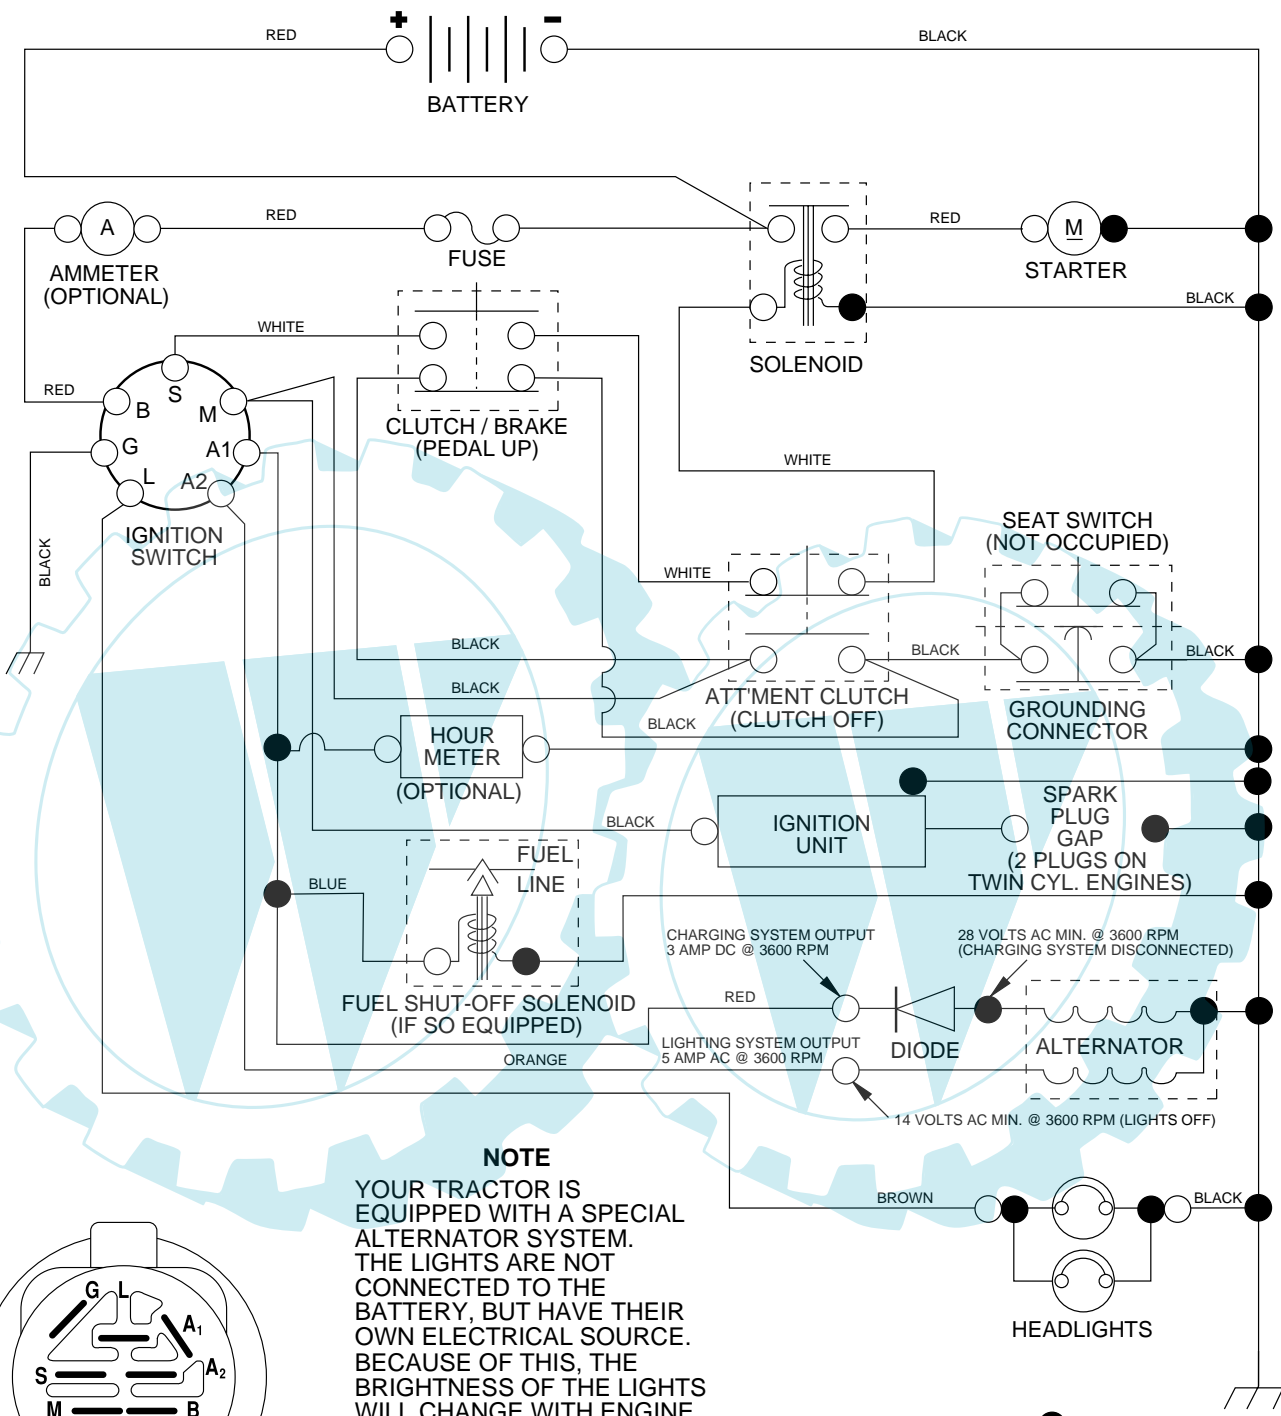 + -
RED
BLACK
BATTERY
A
RED
FUSE
RED
M
STARTER
AMMETER
(OPTIONAL)
BLACK
WHITE
SOLENOID
RED
S
B
M
G
A1
L
A2
CLUTCH / BRAKE
(PEDAL UP)
WHITE
IGNITION
SWITCH
BLACK
SEAT SWITCH
(NOT OCCUPIED)
WHITE
BLACK
BLACK
BLACK
BLACK
ATT'MENT CLUTCH
(CLUTCH OFF)
BLACK
GROUNDING
CONNECTOR
HOUR
METER
(OPTIONAL)
BLACK
IGNITION
UNIT
SPARK
PLUG
GAP
(2 PLUGS ON
TWIN CYL. ENGINES)
FUEL
LINE
BLUE
CHARGING SYSTEM OUTPUT
3 AMP DC @ 3600 RPM
28 VOLTS AC MIN. @ 3600 RPM
(CHARGING SYSTEM DISCONNECTED)
FUEL SHUT-OFF SOLENOID
(IF SO EQUIPPED)
RED
LIGHTING SYSTEM OUTPUT
5 AMP AC @ 3600 RPM
DIODE
ALTERNATOR
ORANGE
14 VOLTS AC MIN. @ 3600 RPM (LIGHTS OFF)
NOTE
YOUR TRACTOR IS
EQUIPPED WITH A SPECIAL
ALTERNATOR SYSTEM.
THE LIGHTS ARE NOT
CONNECTED TO THE
BATTERY, BUT HAVE THEIR
OWN ELECTRICAL SOURCE.
BECAUSE OF THIS, THE
BRIGHTNESS OF THE LIGHTS
WILL CHANGE WITH ENGINE
BROWN
BLACK
HEADLIGHTS
G L
A1
S
A2
M
B